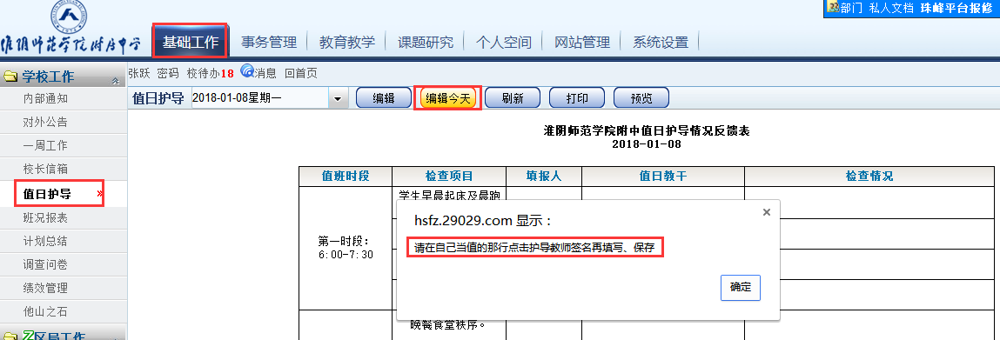 部门 私人文档 珠峰平台报修
淮阴师范学院附属中学
基础工作 事务管理 教育教学 课题研究 个人空间 网站管理 系统设置
学校工作
张跃 密码 校待办18 消息 回首页
内部通知
对外公告
一周工作
校长信箱
值日护导 »
班况报表
计划总结
调查问卷
绩效管理
他山之石
区局工作
值日护导 2018-01-08星期一 编辑 编辑今天 刷新 打印 预览
淮阴师范学院附中值日护导情况反馈表
2018-01-08
值班时段 检查项目 填报人 值日教干 检查情况
第一时段：
6:00-7:30
学生早晨起床及晨跑
hsfz.29029.com 显示：
请在自己当值的那行点击护导教师签名再填写、保存
确定
晚餐食堂秩序。